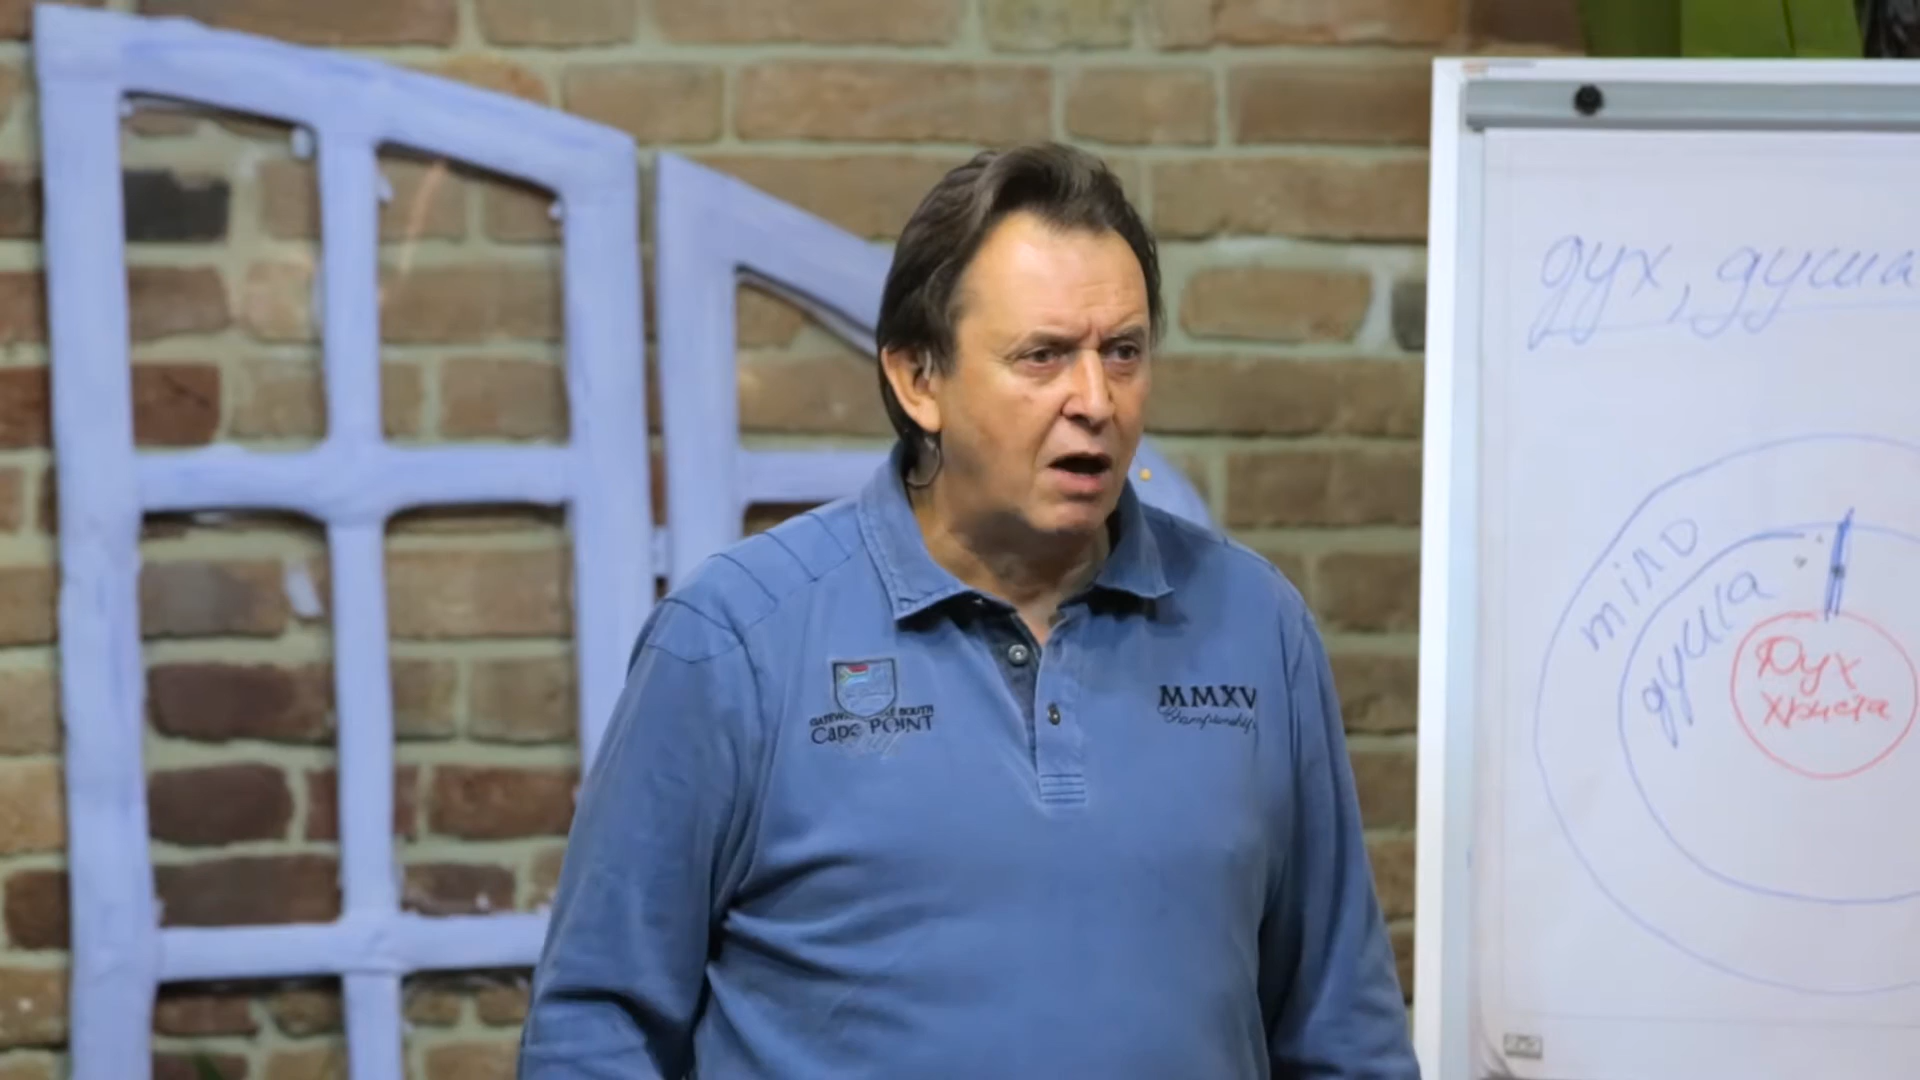 дух, душа
тіло
душа
Дух
Христа
CAPE POINT
MMXV
Championship